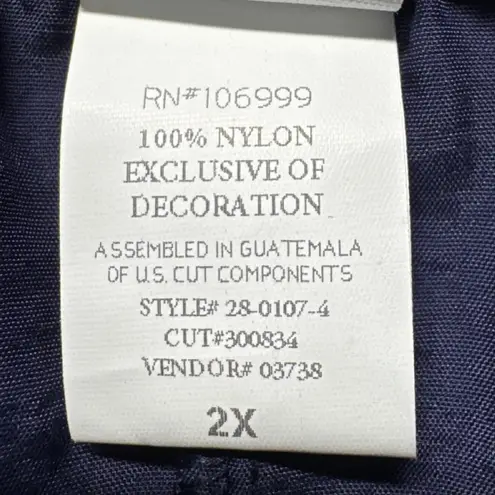 RN#106999
100% NYLON
EXCLUSIVE OF
DECORATION
ASSEMBLED IN GUATEMALA
OF U.S. CUT COMPONENTS
STYLE# 28-0107-4
CUT#300834
VENDOR# 03738
2X